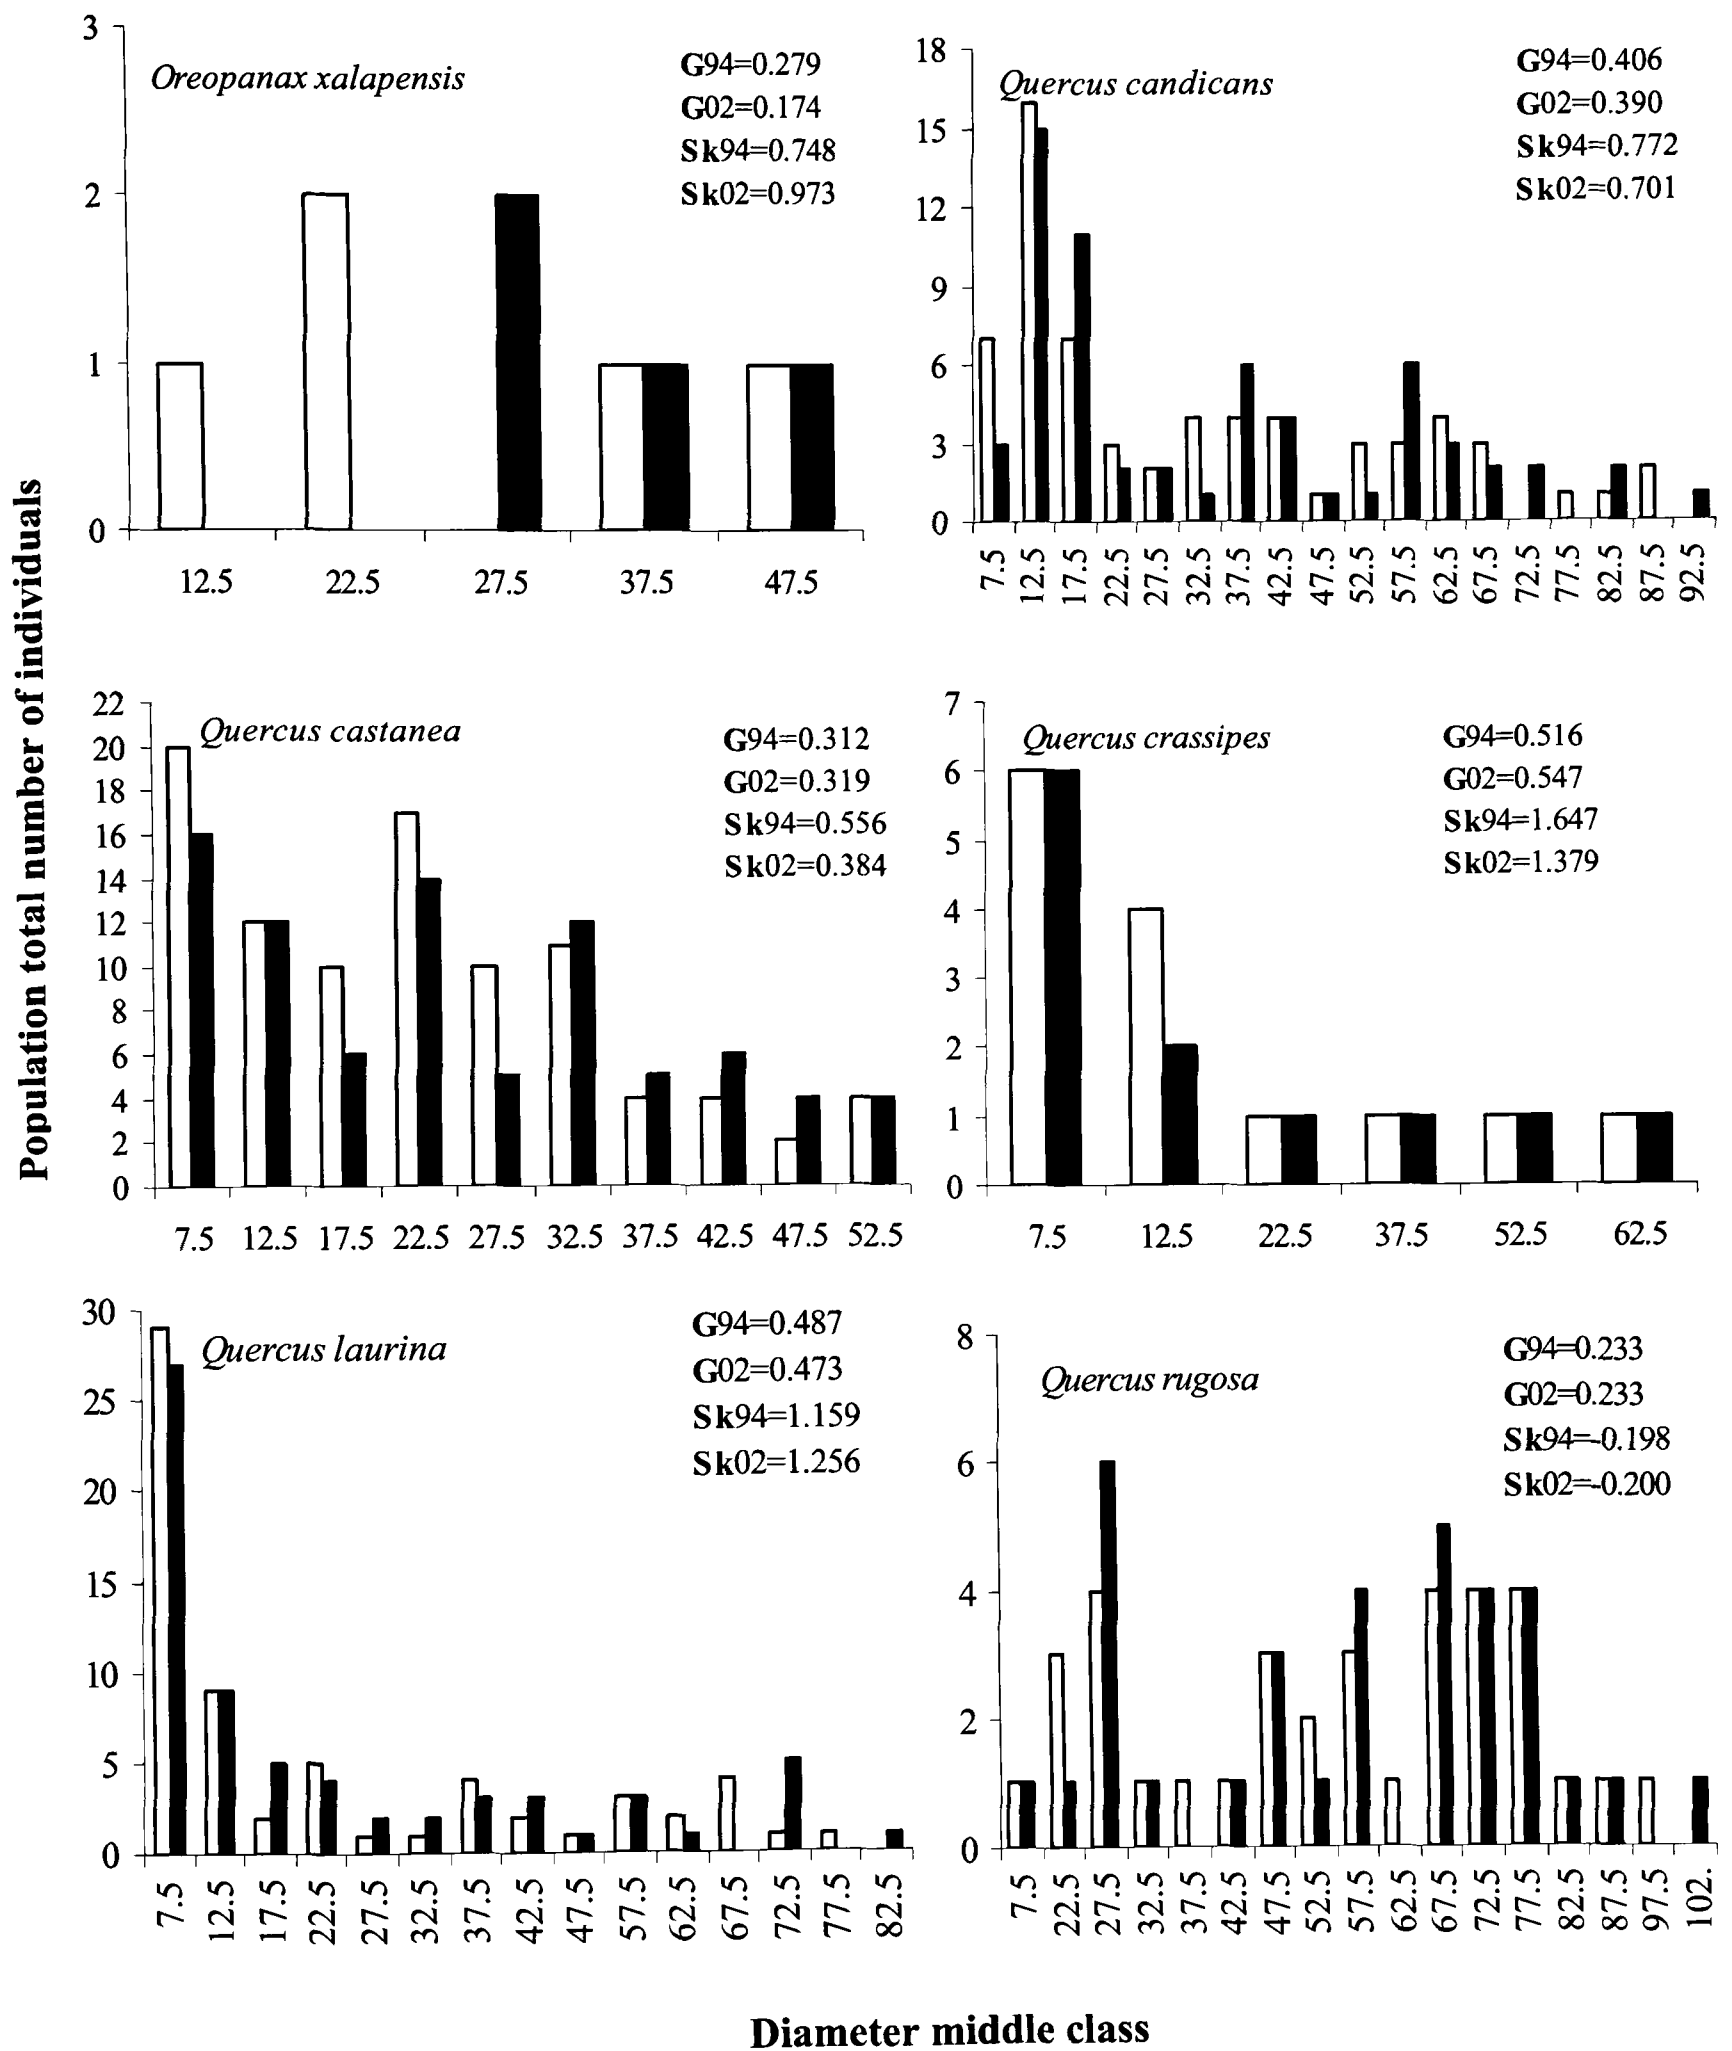 Population total number of individuals
Oreopanax xalapensis
G94=0.279
G02=0.174
Sk94=0.748
Sk02=0.973
3
2
1
0
12.5 22.5 27.5 37.5 47.5
Quercus candicans
G94=0.406
G02=0.390
Sk94=0.772
Sk02=0.701
18
15
12
9
6
3
0
7.5 12.5 17.5 22.5 27.5 32.5 37.5 42.5 47.5 52.5 57.5 62.5 67.5 72.5 77.5 82.5 87.5 92.5
Quercus castanea
G94=0.312
G02=0.319
Sk94=0.556
Sk02=0.384
22
20
18
16
14
12
10
8
6
4
2
0
7.5 12.5 17.5 22.5 27.5 32.5 37.5 42.5 47.5 52.5
Quercus crassipes
G94=0.516
G02=0.547
Sk94=1.647
Sk02=1.379
7
6
5
4
3
2
1
0
7.5 12.5 22.5 37.5 52.5 62.5
Quercus laurina
G94=0.487
G02=0.473
Sk94=1.159
Sk02=1.256
30
25
20
15
10
5
0
7.5 12.5 17.5 22.5 27.5 32.5 37.5 42.5 47.5 57.5 62.5 67.5 72.5 77.5 82.5
Quercus rugosa
G94=0.233
G02=0.233
Sk94=-0.198
Sk02=-0.200
8
6
4
2
0
7.5 22.5 27.5 32.5 37.5 42.5 47.5 52.5 57.5 62.5 67.5 72.5 77.5 82.5 87.5 97.5 102.
Diameter middle class